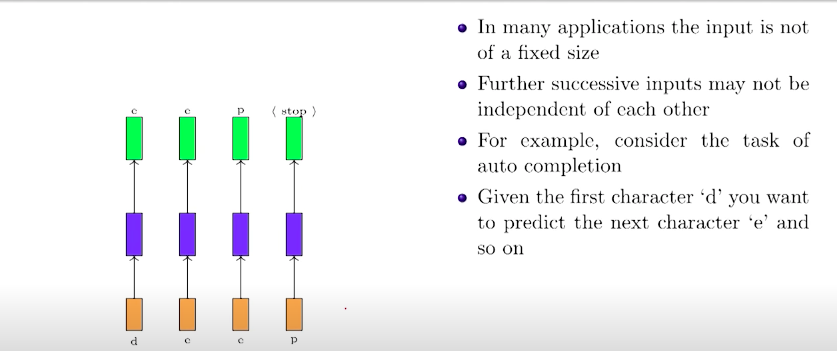 e e p ⟨ stop ⟩
d e e p
• In many applications the input is not
of a fixed size
• Further successive inputs may not be
independent of each other
• For example, consider the task of
auto completion
• Given the first character ‘d’ you want
to predict the next character ‘e’ and
so on